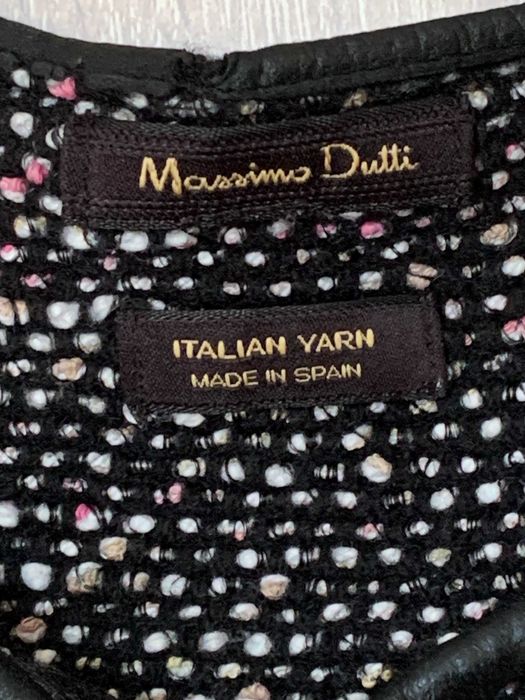 Massimo Dutti
ITALIAN YARN
MADE IN SPAIN